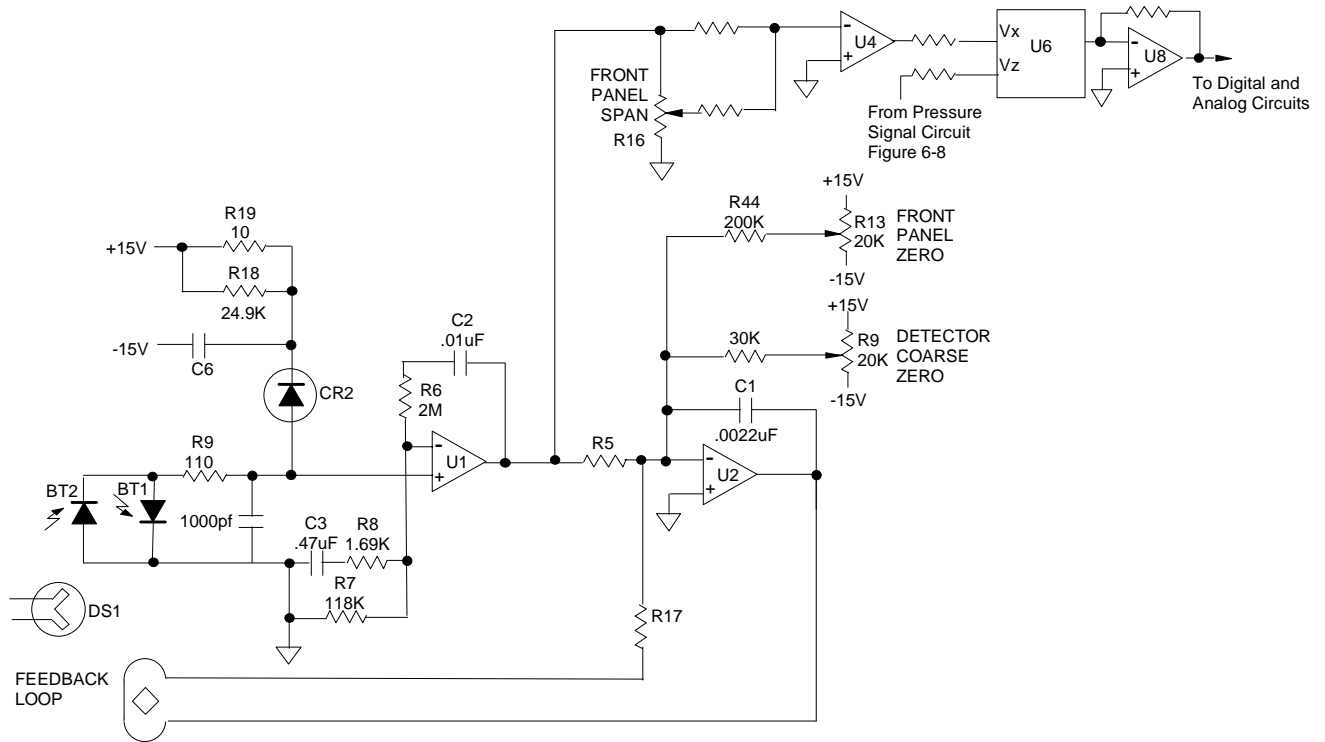 Vx
U6
Vz
U4
U8
To Digital and
Analog Circuits
FRONT
PANEL
SPAN
R16
From Pressure
Signal Circuit
Figure 6-8
+15V
R44
200K
R13
20K
FRONT
PANEL
ZERO
-15V
R19
10
+15V
R18
24.9K
-15V
C6
+15V
30K
R9
20K
DETECTOR
COARSE
ZERO
-15V
C2
.01uF
CR2
R6
2M
C1
.0022uF
R9
110
U1
-
+
R5
U2
-
+
BT2
BT1
1000pf
C3
.47uF
R8
1.69K
R7
118K
DS1
R17
FEEDBACK
LOOP
-
+
-
+